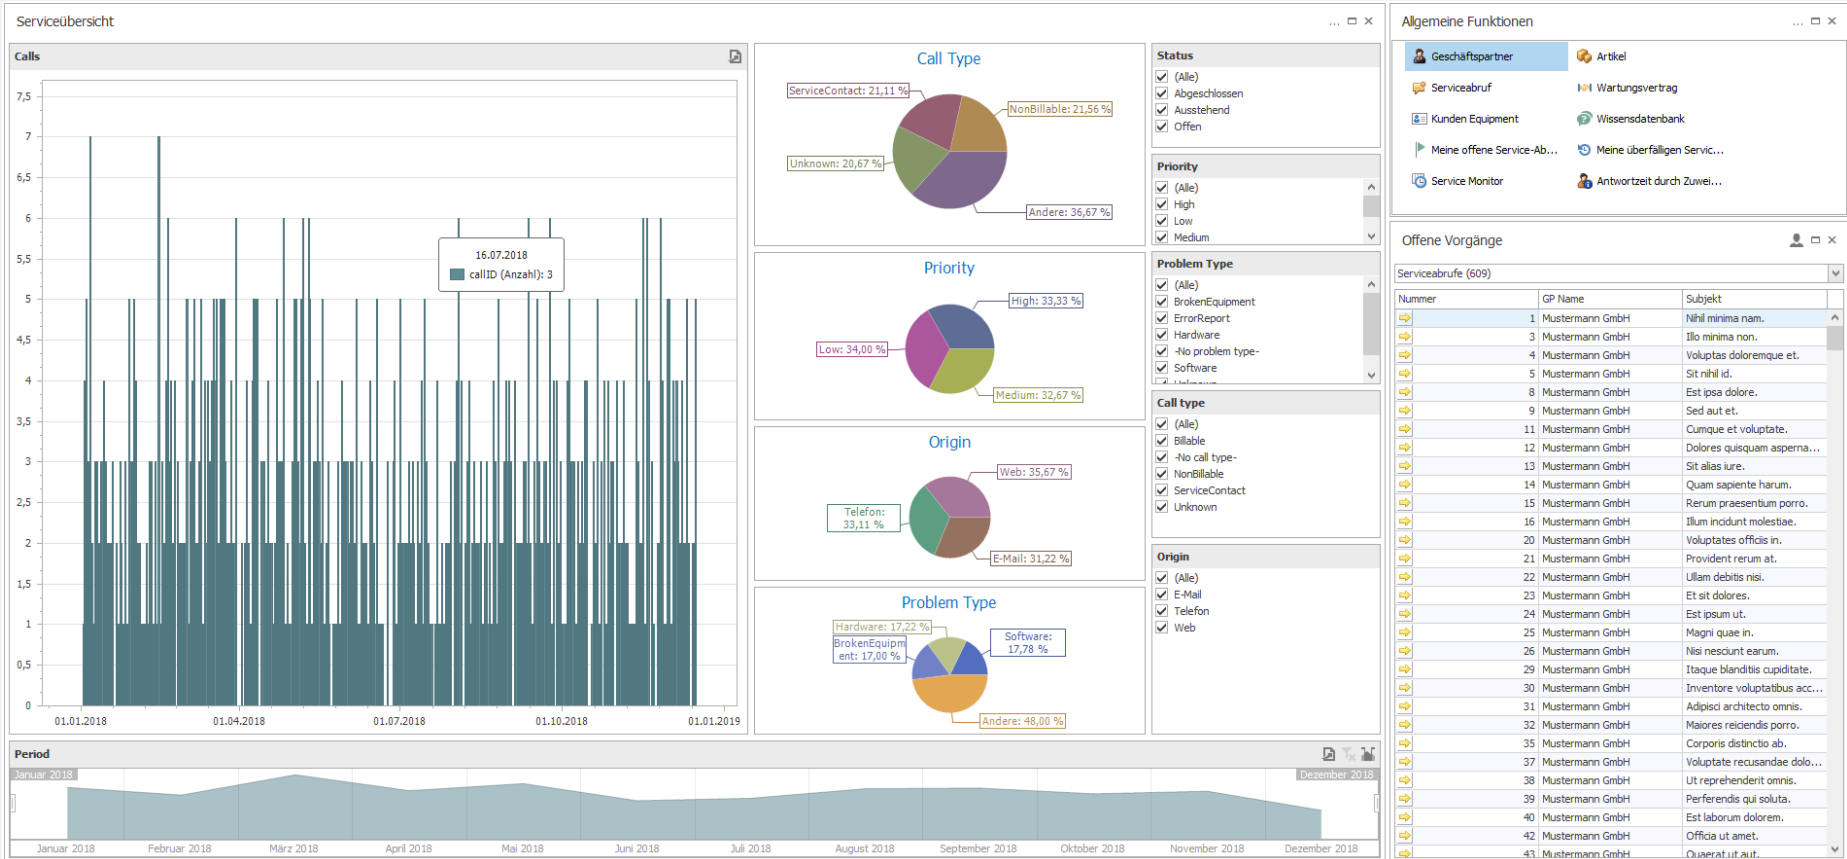 Serviceübersicht
Calls
7,5
7
6,5
6
5,5
5
4,5
4
3,5
3
2,5
2
1,5
1
0,5
0
16.07.2018
callID (Anzahl): 3
01.01.2018
01.04.2018
01.07.2018
01.10.2018
01.01.2019
Call Type
ServiceContact: 21,11 %
NonBillable: 21,56 %
Unknown: 20,67 %
Andere: 36,67 %
Priority
High: 33,33 %
Low: 34,00 %
Medium: 32,67 %
Origin
Web: 35,67 %
Telefon:
33,11 %
E-Mail: 31,22 %
Problem Type
Hardware: 17,22 %
BrokenEquipm
ent: 17,00 %
Software:
17,78 %
Andere: 48,00 %
Status
(Alle)
Abgeschlossen
Ausstehend
Offen
Priority
(Alle)
High
Low
Medium
Problem Type
(Alle)
BrokenEquipment
ErrorReport
Hardware
-No problem type-
Software
Unknown
Call type
(Alle)
Billable
-No call type-
NonBillable
ServiceContact
Unknown
Origin
(Alle)
E-Mail
Telefon
Web
Period
Januar 2018
Dezember 2018
Januar 2018
Februar 2018
März 2018
April 2018
Mai 2018
Juni 2018
Juli 2018
August 2018
September 2018
Oktober 2018
November 2018
Dezember 2018
Allgemeine Funktionen
Geschäftspartner
Artikel
Serviceabruf
Wartungsvertrag
Kunden Equipment
Wissensdatenbank
Meine offene Service-Ab...
Meine überfälligen Servic...
Service Monitor
Antwortzeit durch Zuwei...
Offene Vorgänge
Serviceabrufe (609)
Nummer GP Name Subjekt
1 Mustermann GmbH Nihil minima nam.
3 Mustermann GmbH Illo minima non.
4 Mustermann GmbH Voluptas doloremque et.
5 Mustermann GmbH Sit nihil id.
8 Mustermann GmbH Est ipsa dolore.
9 Mustermann GmbH Sed aut et.
11 Mustermann GmbH Cumque et voluptate.
12 Mustermann GmbH Dolores quisquam asperna...
13 Mustermann GmbH Sit alias iure.
14 Mustermann GmbH Quam sapiente harum.
15 Mustermann GmbH Rerum praesentium porro.
16 Mustermann GmbH Illum incidunt molestiae.
20 Mustermann GmbH Voluptates officiis in.
21 Mustermann GmbH Provident rerum at.
22 Mustermann GmbH Ullam debitis nisi.
23 Mustermann GmbH Et sit dolores.
24 Mustermann GmbH Est ipsum ut.
25 Mustermann GmbH Magni quae in.
26 Mustermann GmbH Nisi nesciunt earum.
29 Mustermann GmbH Itaque blanditiis cupiditate.
30 Mustermann GmbH Inventore voluptatibus acc...
31 Mustermann GmbH Adipisci architecto omnis.
32 Mustermann GmbH Maiores reiciendis porro.
35 Mustermann GmbH Corporis distinctio ab.
37 Mustermann GmbH Voluptate recusandae dolo...
38 Mustermann GmbH Ut reprehenderit omnis.
39 Mustermann GmbH Perferendis qui soluta.
40 Mustermann GmbH Est laborum dolorem.
42 Mustermann GmbH Officia ut amet.
43 Mustermann GmbH Quaerat ut aut.